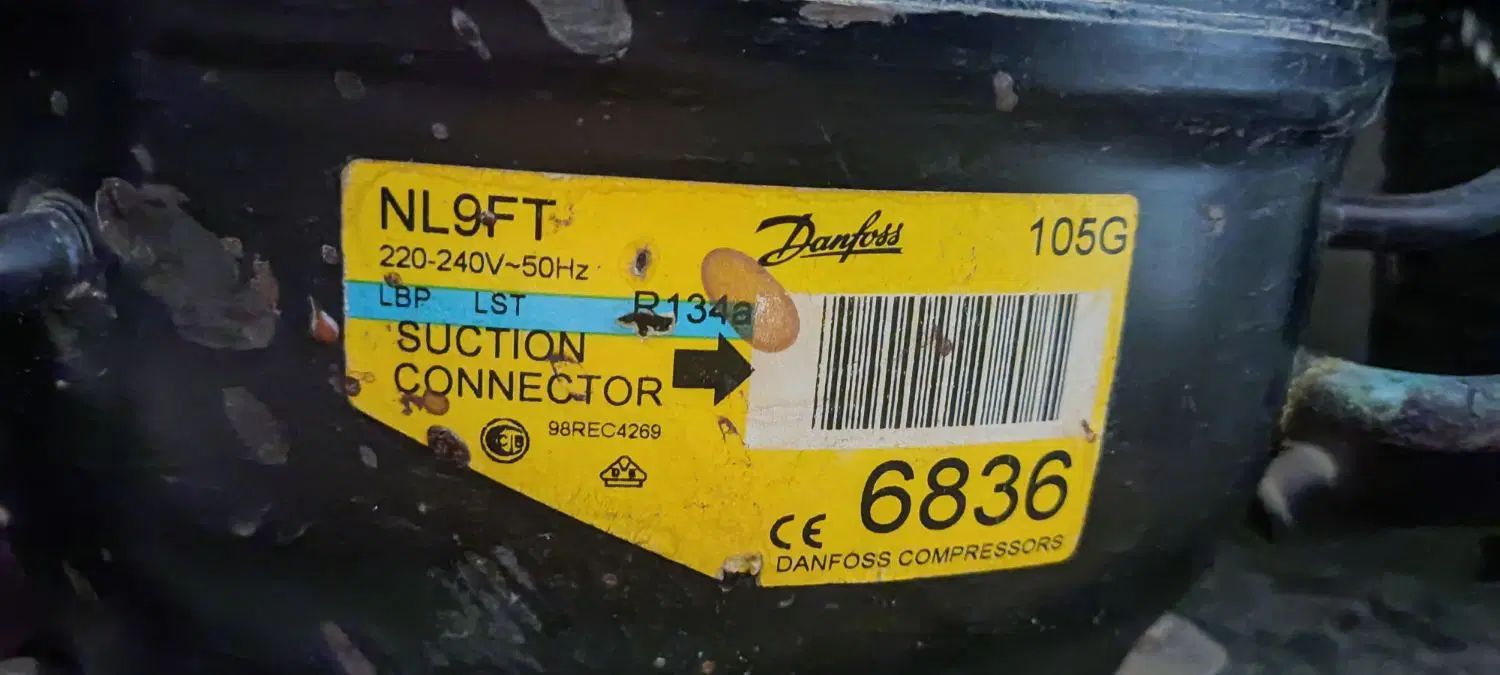 NL9FT
Danfoss
105G
220-240V~50Hz
LBP LST R134a
SUCTION
CONNECTOR
98REC4269
6836
CE
DANFOSS COMPRESSORS